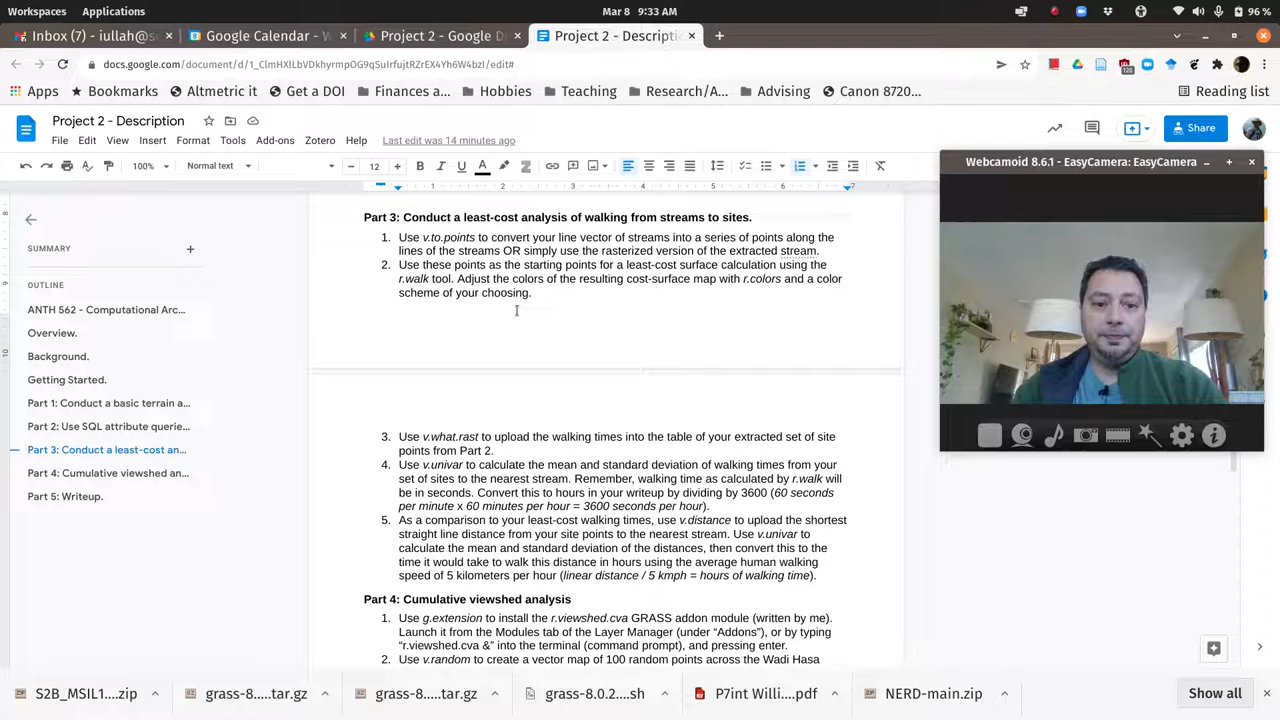 Workspaces Applications Mar 8 9:33 AM 96 %
Inbox (7) - iullah@s Google Calendar - W Project 2 - Google D Project 2 - Descripti
docs.google.com/document/d/1_ClmHXlLbVDkhyrmpOG9qSuIrfujtRZrEX4Yh6W4bzI/edit#
Apps Bookmarks Altmetric it Get a DOI Finances a... Hobbies Teaching Research/A... Advising Canon 8720... Reading list
Project 2 - Description
File Edit View Insert Format Tools Add-ons Zotero Help Last edit was 14 minutes ago
Share
100% Normal text 12
Webcamoid 8.6.1 - EasyCamera: EasyCamera
SUMMARY
OUTLINE
ANTH 562 - Computational Arc...
Overview.
Background.
Getting Started.
Part 1: Conduct a basic terrain a...
Part 2: Use SQL attribute querie...
Part 3: Conduct a least-cost an...
Part 4: Cumulative viewshed an...
Part 5: Writeup.
Part 3: Conduct a least-cost analysis of walking from streams to sites.
1. Use v.to.points to convert your line vector of streams into a series of points along the
lines of the streams OR simply use the rasterized version of the extracted stream.
2. Use these points as the starting points for a least-cost surface calculation using the
r.walk tool. Adjust the colors of the resulting cost-surface map with r.colors and a color
scheme of your choosing.
3. Use v.what.rast to upload the walking times into the table of your extracted set of site
points from Part 2.
4. Use v.univar to calculate the mean and standard deviation of walking times from your
set of sites to the nearest stream. Remember, walking time as calculated by r.walk will
be in seconds. Convert this to hours in your writeup by dividing by 3600 (60 seconds
per minute x 60 minutes per hour = 3600 seconds per hour).
5. As a comparison to your least-cost walking times, use v.distance to upload the shortest
straight line distance from your site points to the nearest stream. Use v.univar to
calculate the mean and standard deviation of the distances, then convert this to the
time it would take to walk this distance in hours using the average human walking
speed of 5 kilometers per hour (linear distance / 5 kmph = hours of walking time).
Part 4: Cumulative viewshed analysis
1. Use g.extension to install the r.viewshed.cva GRASS addon module (written by me).
Launch it from the Modules tab of the Layer Manager (under “Addons”), or by typing
“r.viewshed.cva &” into the terminal (command prompt), and pressing enter.
2. Use v.random to create a vector map of 100 random points across the Wadi Hasa
S2B_MSIL1....zip grass-8.....tar.gz grass-8.....tar.gz grass-8.0.2....sh P7int Willi....pdf NERD-main.zip Show all